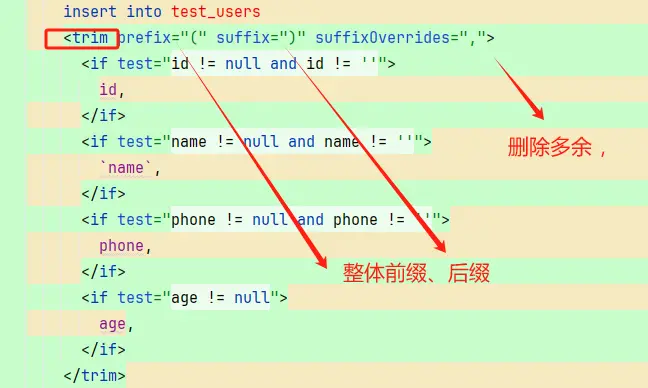 insert into test_users
<trim prefix="(" suffix=")" suffixOverrides=",">
<if test="id != null and id != ''">
id,
</if>
<if test="name != null and name != ''">
`name`,
</if>
删除多余，
<if test="phone != null and phone != ''">
phone,
</if>
整体前缀、后缀
<if test="age != null">
age,
</if>
</trim>